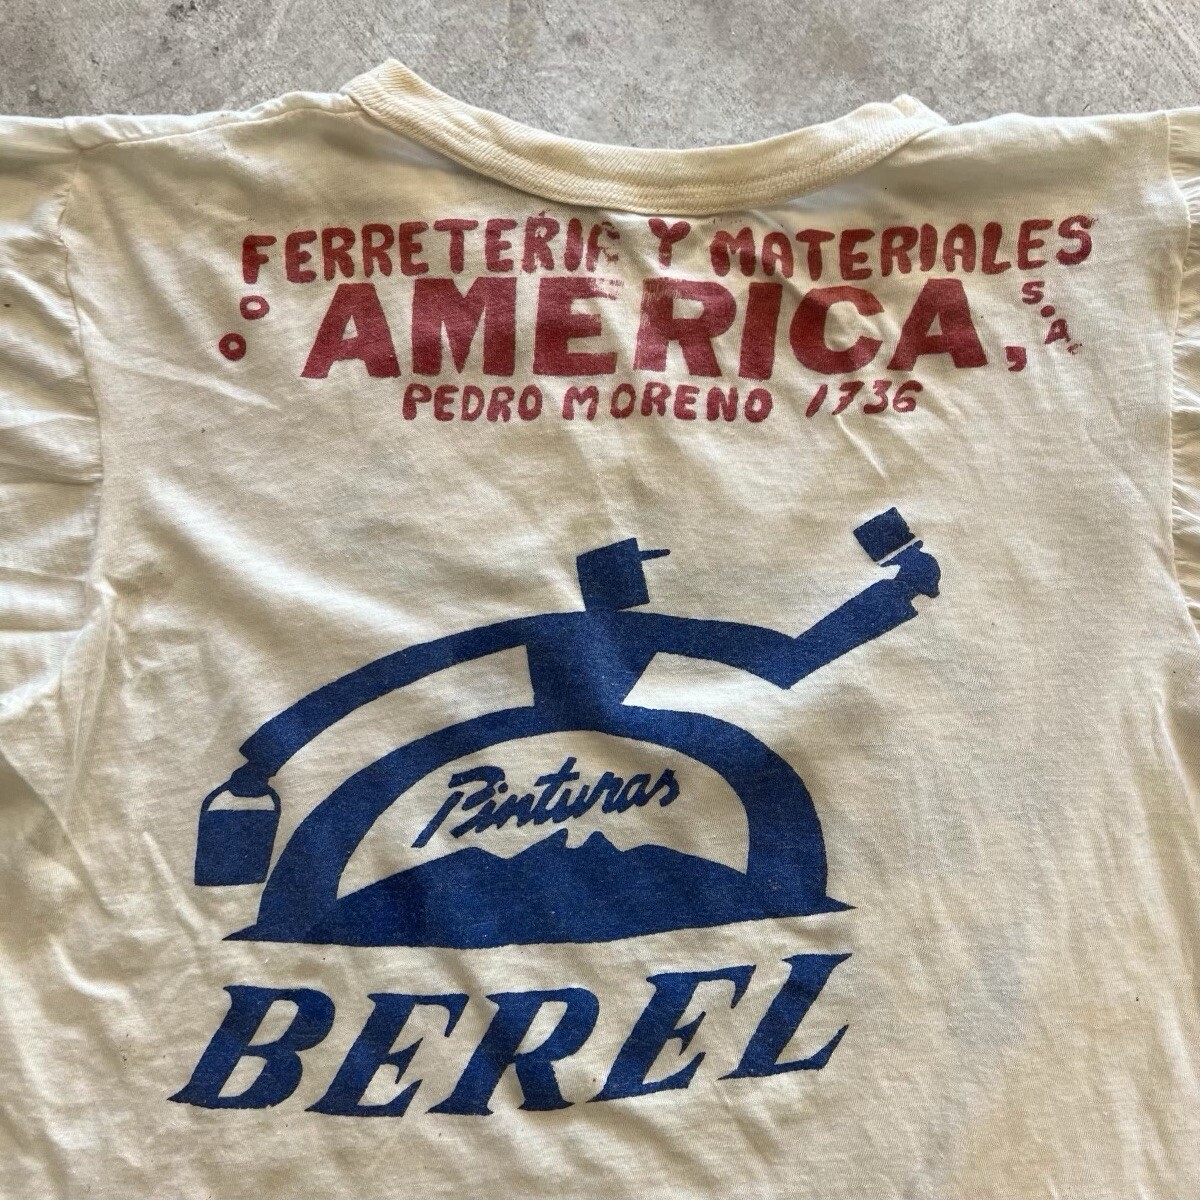 FERRETERIA Y MATERIALES
AMERICA, S.A.
PEDRO MORENO 1736
Pinturas
BEREL